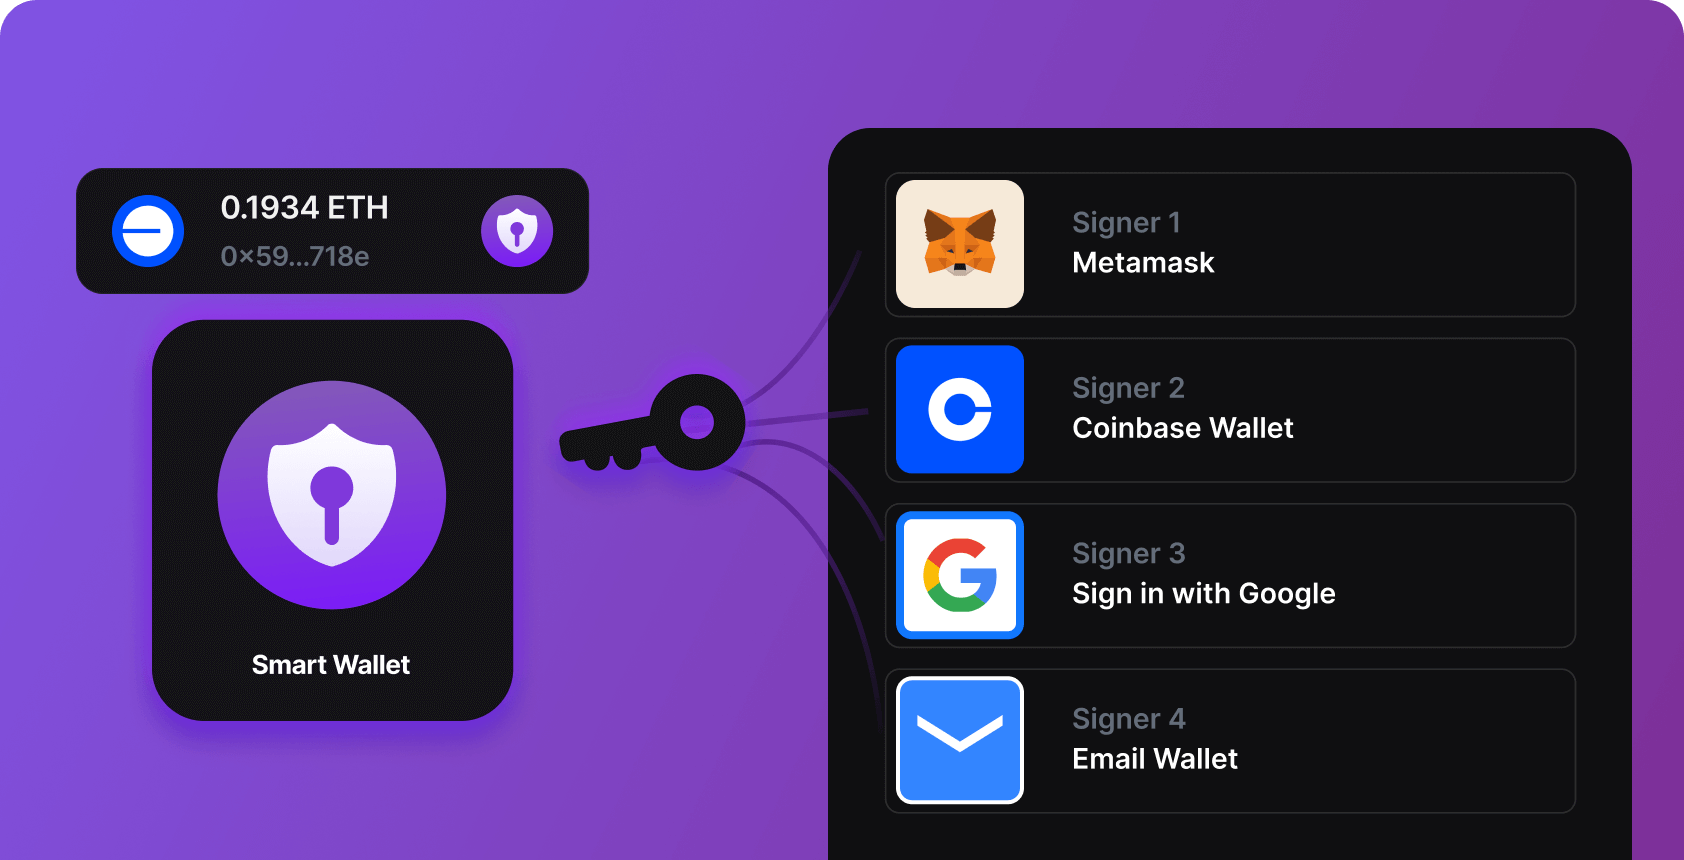 0.1934 ETH
0×59...718e
Smart Wallet
Signer 1
Metamask
Signer 2
Coinbase Wallet
Signer 3
Sign in with Google
Signer 4
Email Wallet